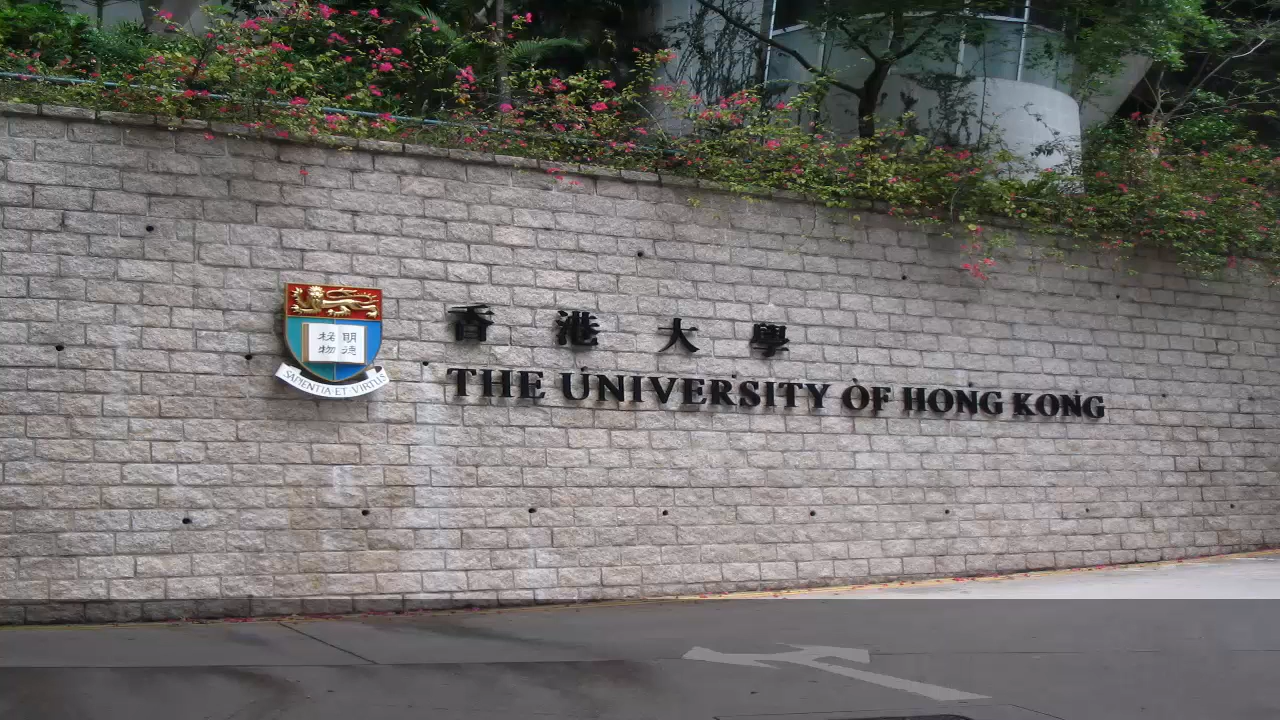 明格
德物
SAPIENTIA·ET·VIRTUS
香港大學
THE UNIVERSITY OF HONG KONG